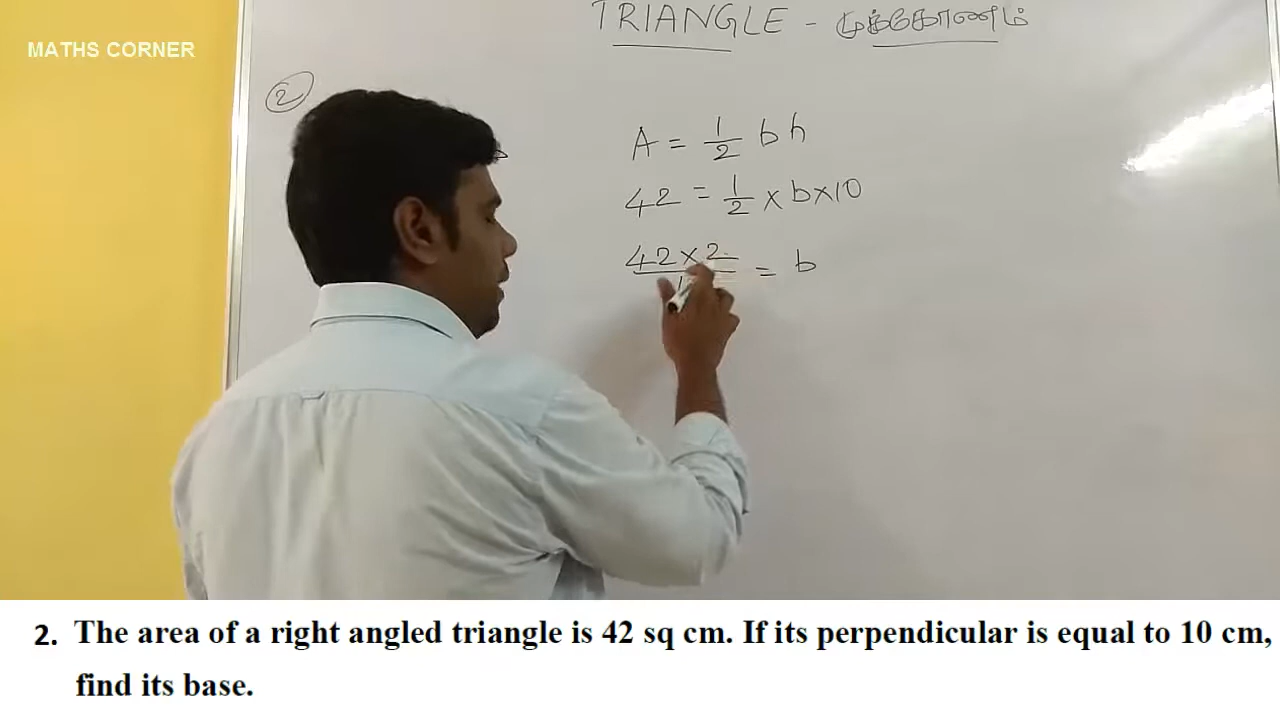 MATHS CORNER
TRIANGLE - முக்கோணம்
2
A = 1/2 b h
42 = 1/2 × b × 10
42 × 2 / 1 = b
2. The area of a right angled triangle is 42 sq cm. If its perpendicular is equal to 10 cm,
find its base.